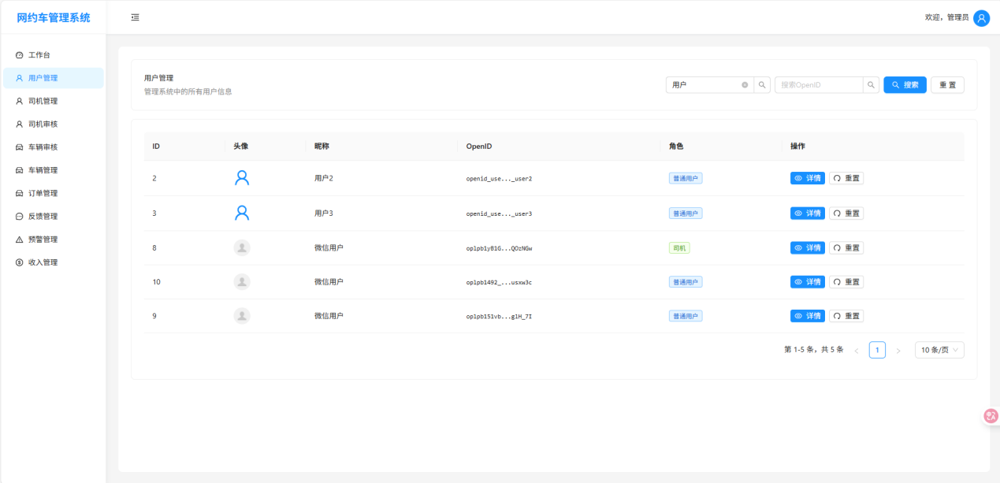 网约车管理系统
欢迎，管理员
工作台
用户管理
司机管理
司机审核
车辆审核
车辆管理
订单管理
反馈管理
预警管理
收入管理
用户管理
管理系统中的所有用户信息
用户 搜索OpenID 搜索 重 置
ID 头像 昵称 OpenID 角色 操作
2 用户2 openid_use..._user2 普通用户 详情 重置
3 用户3 openid_use..._user3 普通用户 详情 重置
8 微信用户 oplpb1yB1G...QOzNGw 司机 详情 重置
10 微信用户 oplpb1492_...usxw3c 普通用户 详情 重置
9 微信用户 oplpb151vb...glH_7I 普通用户 详情 重置
第 1-5 条，共 5 条 1 10 条/页